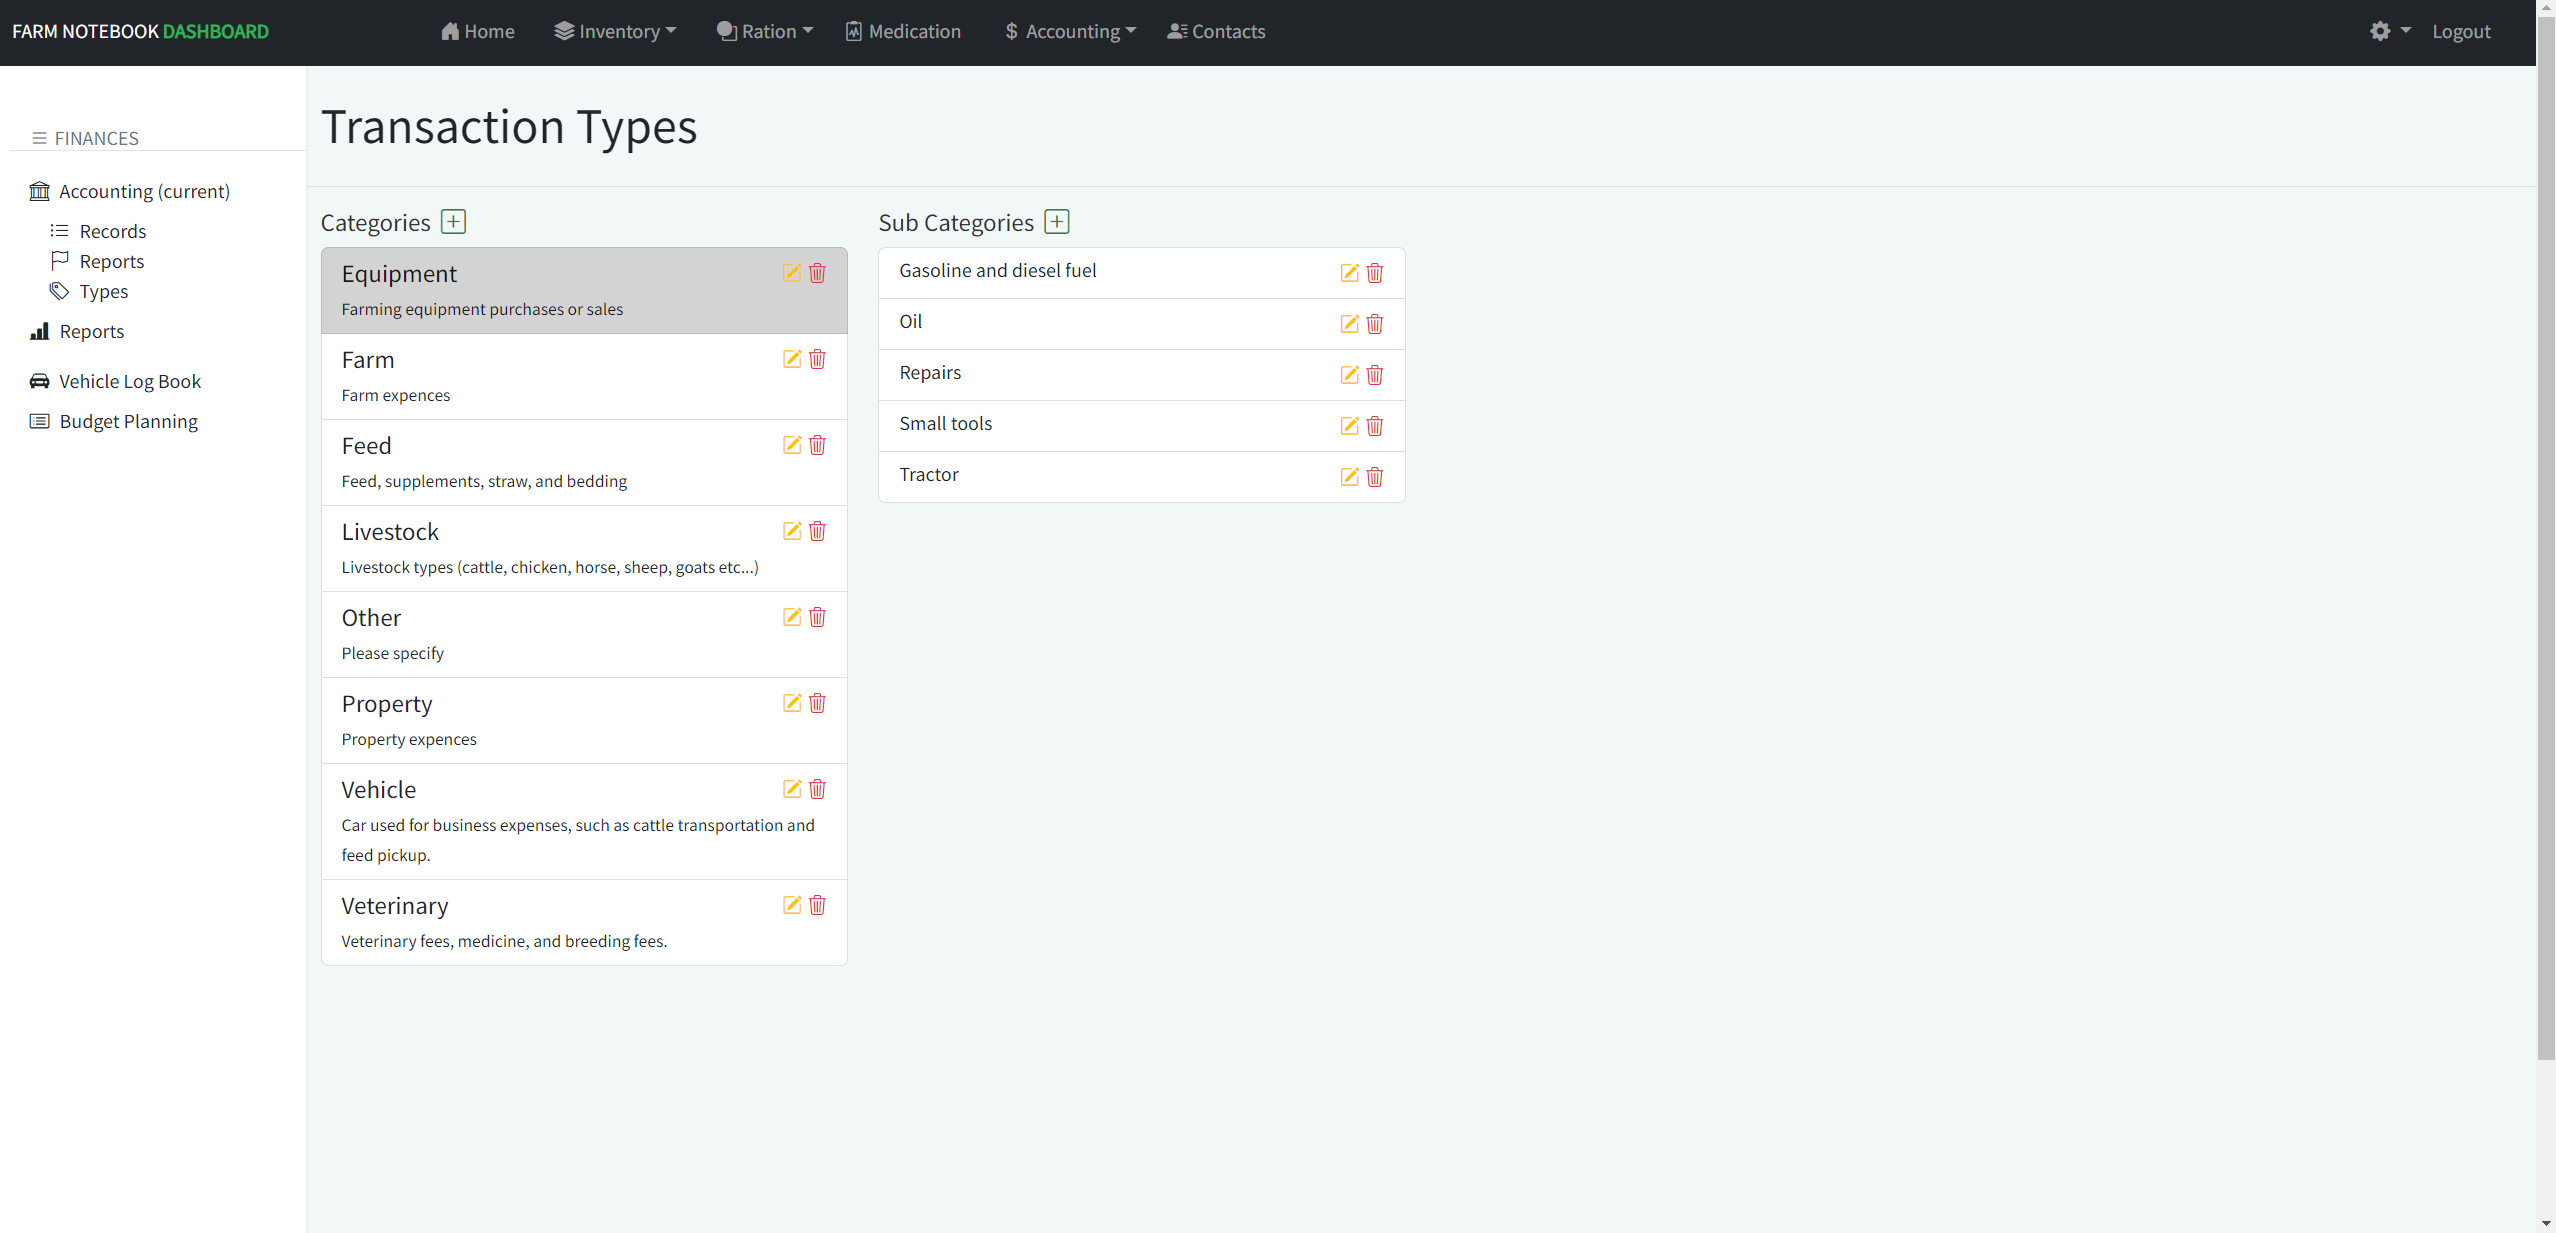 FARM NOTEBOOK DASHBOARD
Home
Inventory
Ration
Medication
$ Accounting
Contacts
Logout
FINANCES
Accounting (current)
Records
Reports
Types
Reports
Vehicle Log Book
Budget Planning
Transaction Types
Categories
Equipment
Farming equipment purchases or sales
Farm
Farm expences
Feed
Feed, supplements, straw, and bedding
Livestock
Livestock types (cattle, chicken, horse, sheep, goats etc...)
Other
Please specify
Property
Property expences
Vehicle
Car used for business expenses, such as cattle transportation and
feed pickup.
Veterinary
Veterinary fees, medicine, and breeding fees.
Sub Categories
Gasoline and diesel fuel
Oil
Repairs
Small tools
Tractor